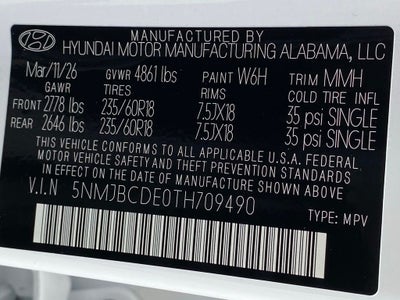 MANUFACTURED BY
HYUNDAI MOTOR MANUFACTURING ALABAMA, LLC
Mar/11/26 GVWR 4861 lbs PAINT W6H TRIM MMH
GAWR TIRES RIMS COLD TIRE INFL
FRONT 2778 lbs 235/60R18 7.5JX18 35 psi SINGLE
REAR 2646 lbs 235/60R18 7.5JX18 35 psi SINGLE
THIS VEHICLE CONFORMS TO ALL APPLICABLE U.S.A. FEDERAL
MOTOR VEHICLE SAFETY, BUMPER, AND THEFT PREVENTION STANDARDS
IN EFFECT ON THE DATE OF MANUFACTURE SHOWN ABOVE.
V.I.N 5NMJBCDE0TH709490
TYPE: MPV